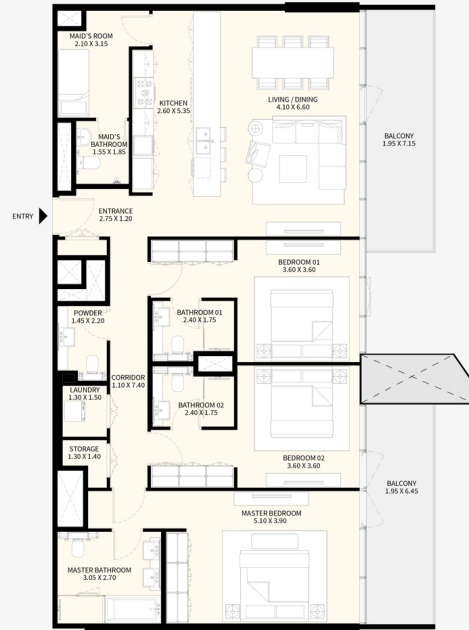 MAID'S ROOM
2.10 X 3.15
KITCHEN
2.60 X 5.35
LIVING / DINING
4.10 X 6.60
MAID'S
BATHROOM
1.55 X 1.85
BALCONY
1.95 X 7.15
ENTRY
ENTRANCE
2.75 X 1.20
BEDROOM 01
3.60 X 3.60
POWDER
1.45 X 2.20
BATHROOM 01
2.40 X 1.75
CORRIDOR
1.10 X 7.40
LAUNDRY
1.30 X 1.50
BATHROOM 02
2.40 X 1.75
STORAGE
1.30 X 1.40
BEDROOM 02
3.60 X 3.60
BALCONY
1.95 X 6.45
MASTER BEDROOM
5.10 X 3.90
MASTER BATHROOM
3.05 X 2.70